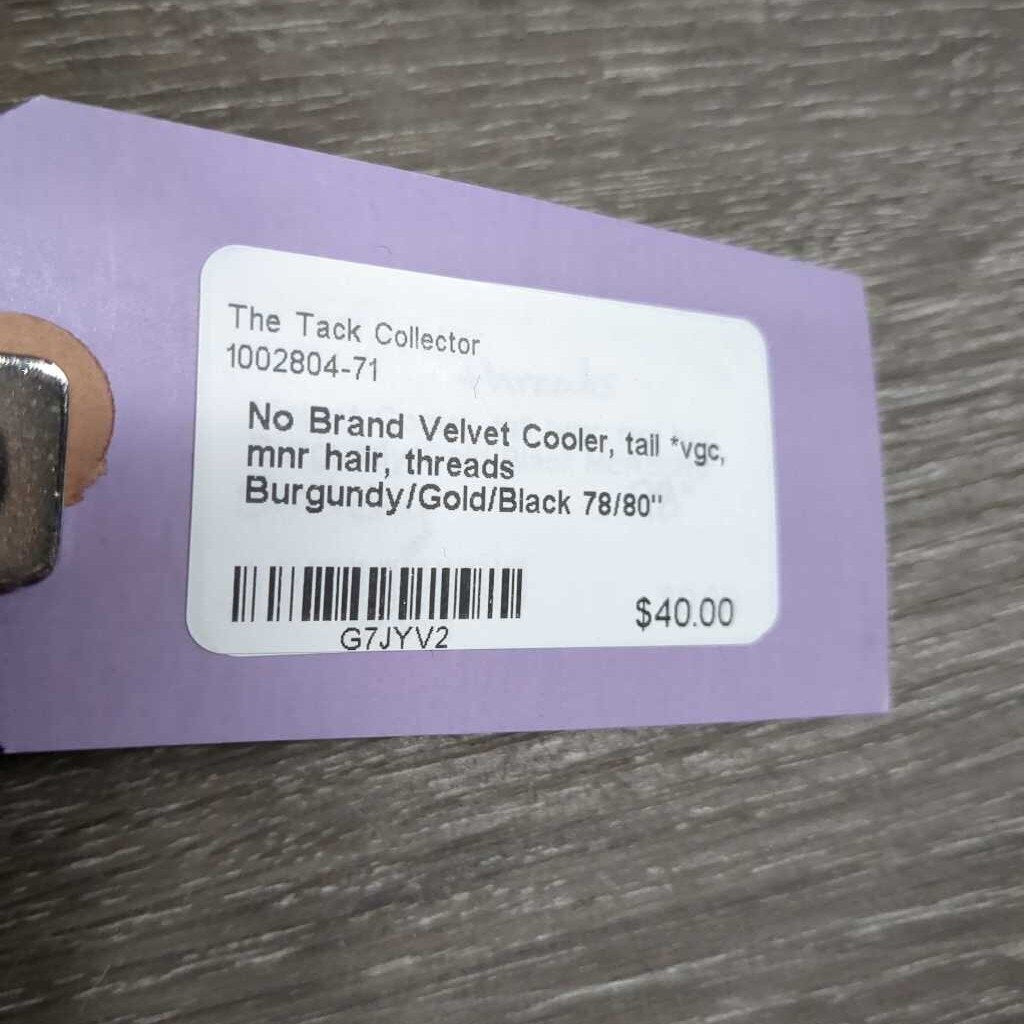 The Tack Collector
1002804-71
No Brand Velvet Cooler, tail *vgc,
mnr hair, threads
Burgundy/Gold/Black 78/80"
G7JYV2
$40.00